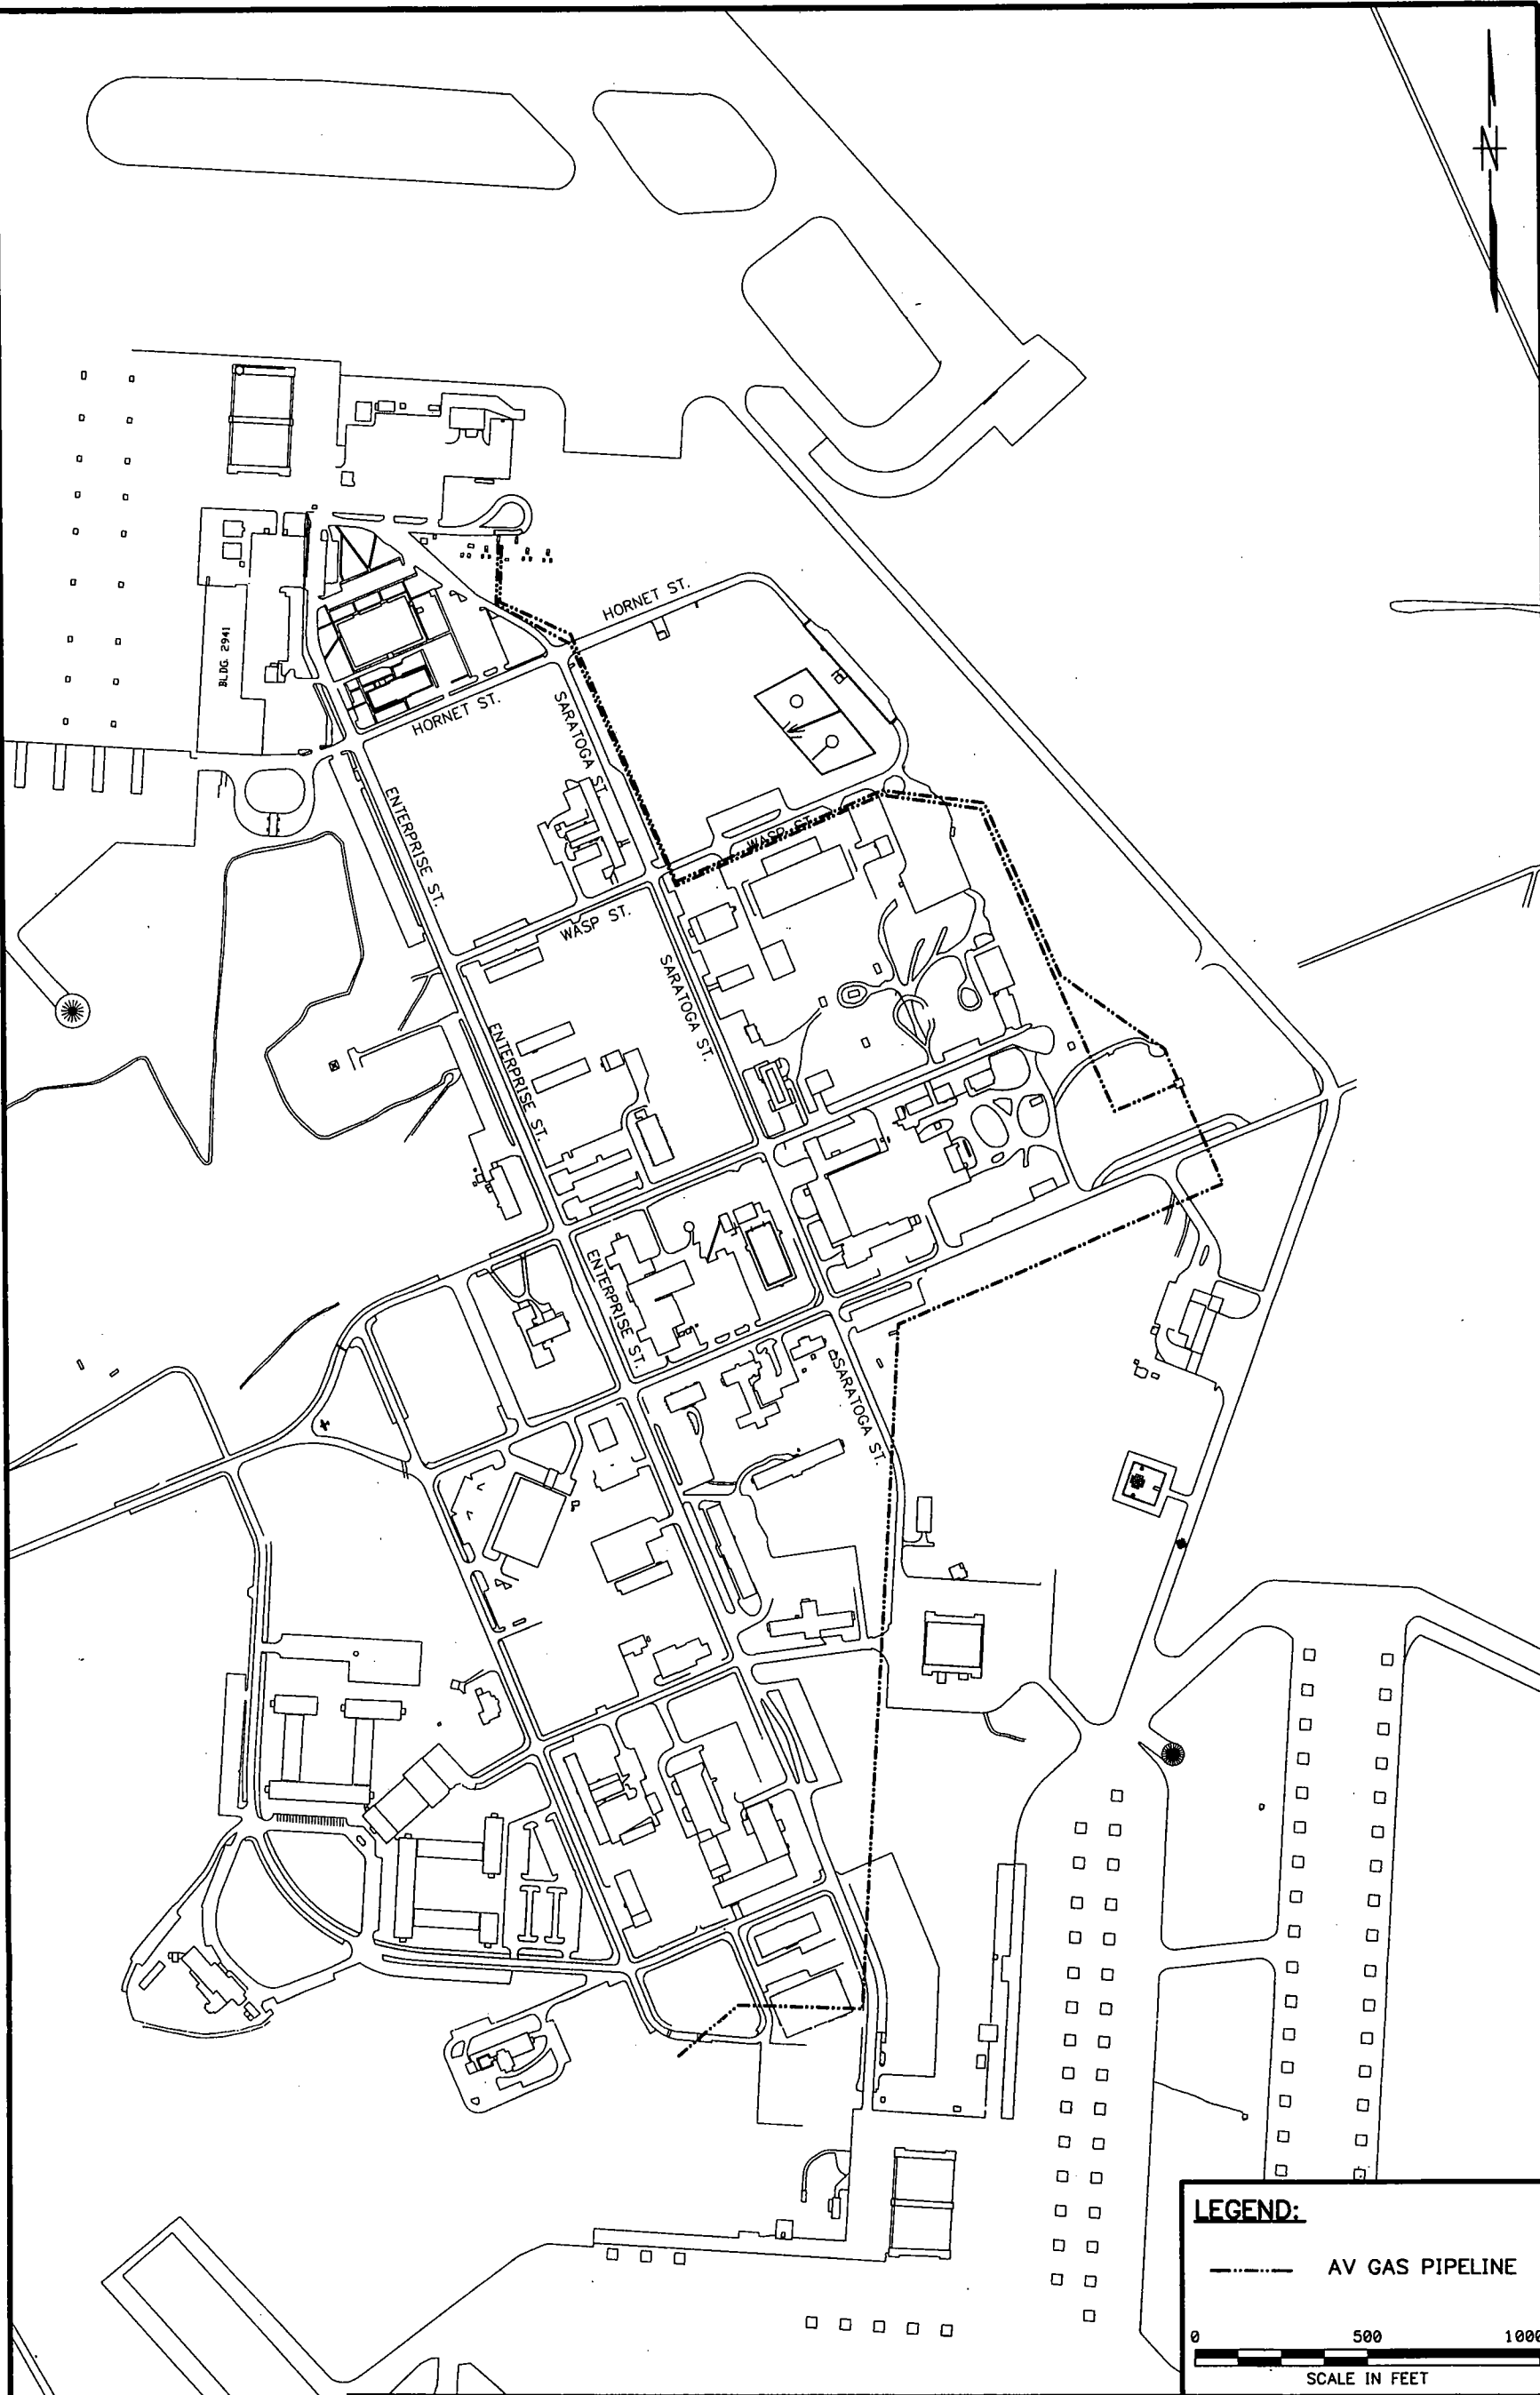 N
HORNET ST.
BLDG. 2941
HORNET ST.
SARATOGA ST.
ENTERPRISE ST.
WASP ST.
WASP ST.
SARATOGA ST.
ENTERPRISE ST.
ENTERPRISE ST.
SARATOGA ST.
LEGEND:
AV GAS PIPELINE
0 500 1000
SCALE IN FEET